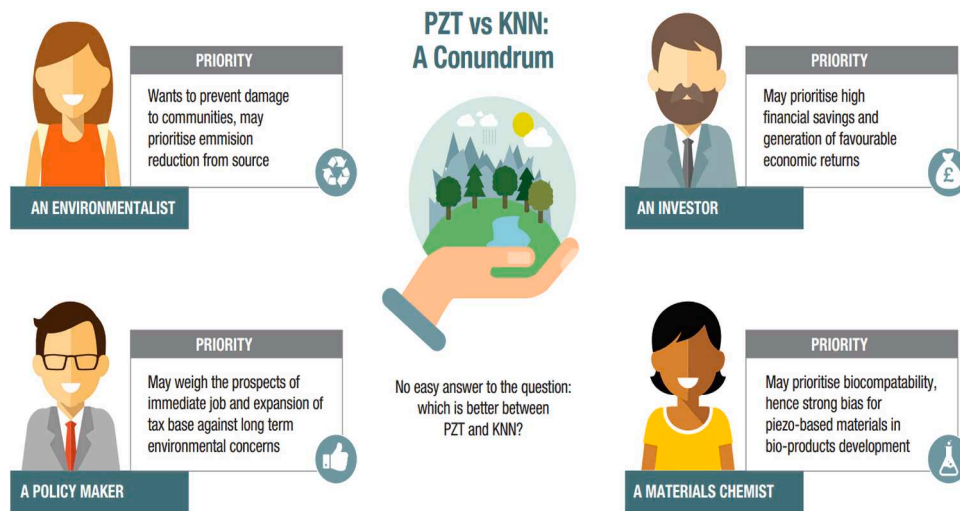 PZT vs KNN:
A Conundrum
PRIORITY
Wants to prevent damage
to communities, may
prioritise emmision
reduction from source
AN ENVIRONMENTALIST
PRIORITY
May prioritise high
financial savings and
generation of favourable
economic returns
£
AN INVESTOR
PRIORITY
May weigh the prospects of
immediate job and expansion of
tax base against long term
environmental concerns
A POLICY MAKER
No easy answer to the question:
which is better between
PZT and KNN?
PRIORITY
May prioritise biocompatability,
hence strong bias for
piezo-based materials in
bio-products development
A MATERIALS CHEMIST